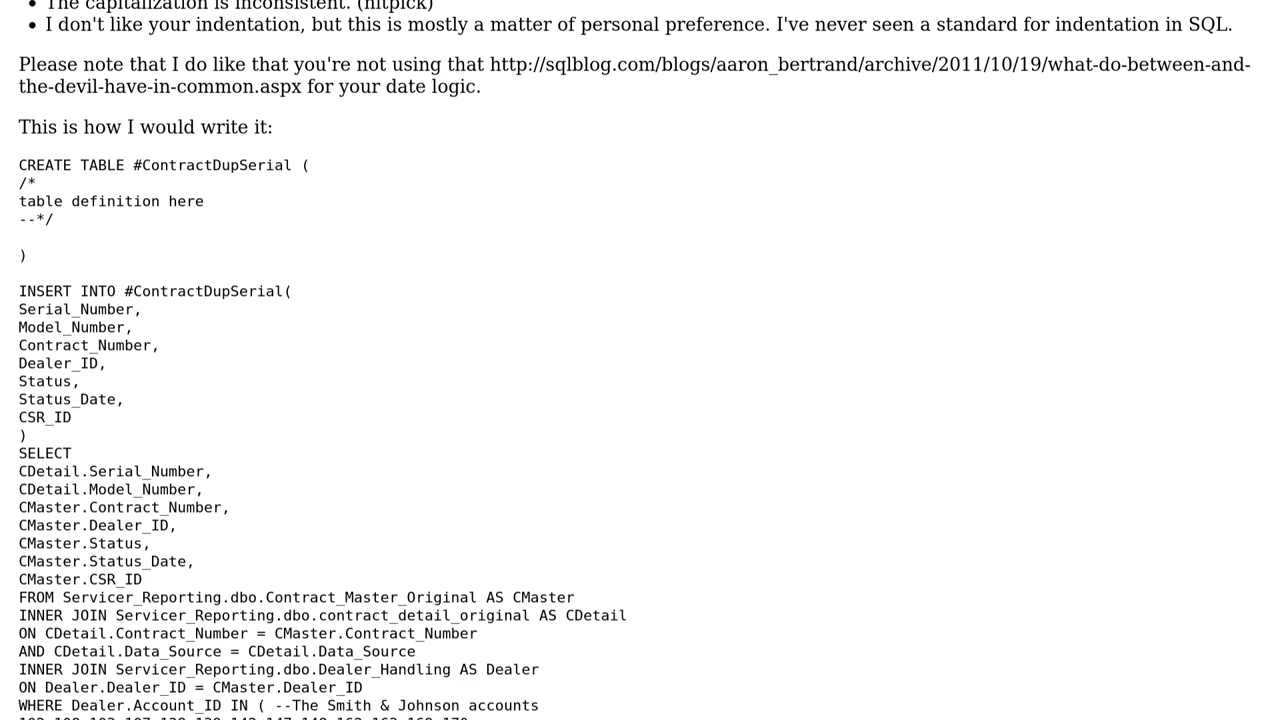 • The capitalization is inconsistent. (nitpick)
• I don't like your indentation, but this is mostly a matter of personal preference. I've never seen a standard for indentation in SQL.
Please note that I do like that you're not using that http://sqlblog.com/blogs/aaron_bertrand/archive/2011/10/19/what-do-between-and-
the-devil-have-in-common.aspx for your date logic.
This is how I would write it:
CREATE TABLE #ContractDupSerial (
/*
table definition here
--*/
)
INSERT INTO #ContractDupSerial(
Serial_Number,
Model_Number,
Contract_Number,
Dealer_ID,
Status,
Status_Date,
CSR_ID
)
SELECT
CDetail.Serial_Number,
CDetail.Model_Number,
CMaster.Contract_Number,
CMaster.Dealer_ID,
CMaster.Status,
CMaster.Status_Date,
CMaster.CSR_ID
FROM Servicer_Reporting.dbo.Contract_Master_Original AS CMaster
INNER JOIN Servicer_Reporting.dbo.contract_detail_original AS CDetail
ON CDetail.Contract_Number = CMaster.Contract_Number
AND CDetail.Data_Source = CDetail.Data_Source
INNER JOIN Servicer_Reporting.dbo.Dealer_Handling AS Dealer
ON Dealer.Dealer_ID = CMaster.Dealer_ID
WHERE Dealer.Account_ID IN ( --The Smith & Johnson accounts